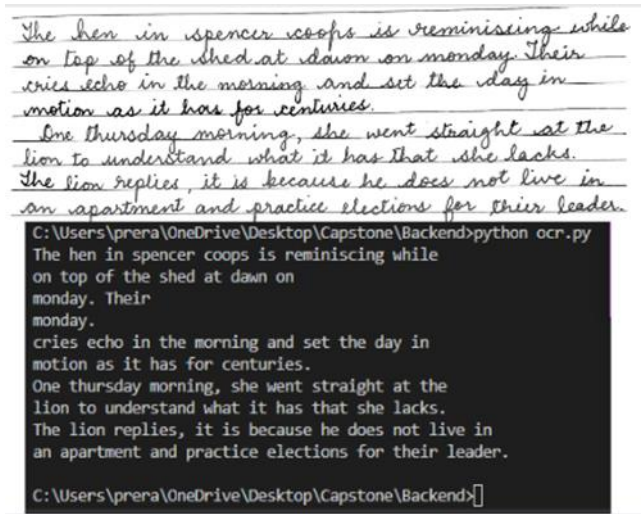 The hen in spencer coops is reminiscing while
on top of the shed at dawn on monday. Their
cries echo in the morning and set the day in
motion as it has for centuries.
One thursday morning, she went straight at the
lion to understand what it has that she lacks.
The lion replies, it is because he does not live in
an apartment and practice elections for thier leader.
C:\Users\prera\OneDrive\Desktop\Capstone\Backend>python ocr.py
The hen in spencer coops is reminiscing while
on top of the shed at dawn on
monday. Their
monday.
cries echo in the morning and set the day in
motion as it has for centuries.
One thursday morning, she went straight at the
lion to understand what it has that she lacks.
The lion replies, it is because he does not live in
an apartment and practice elections for their leader.
C:\Users\prera\OneDrive\Desktop\Capstone\Backend>